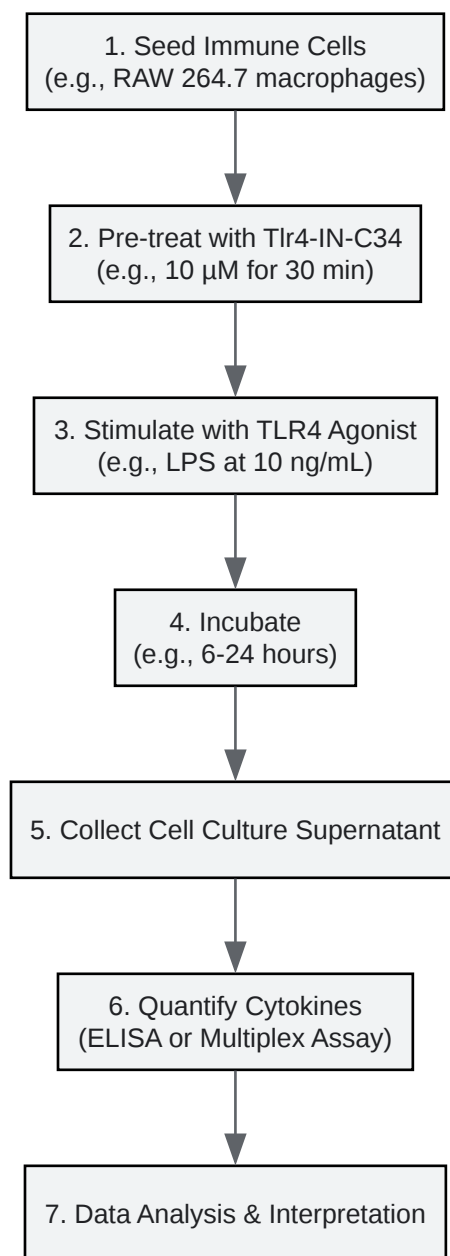 1. Seed Immune Cells
(e.g., RAW 264.7 macrophages)
2. Pre-treat with Tlr4-IN-C34
(e.g., 10 µM for 30 min)
3. Stimulate with TLR4 Agonist
(e.g., LPS at 10 ng/mL)
4. Incubate
(e.g., 6-24 hours)
5. Collect Cell Culture Supernatant
6. Quantify Cytokines
(ELISA or Multiplex Assay)
7. Data Analysis & Interpretation